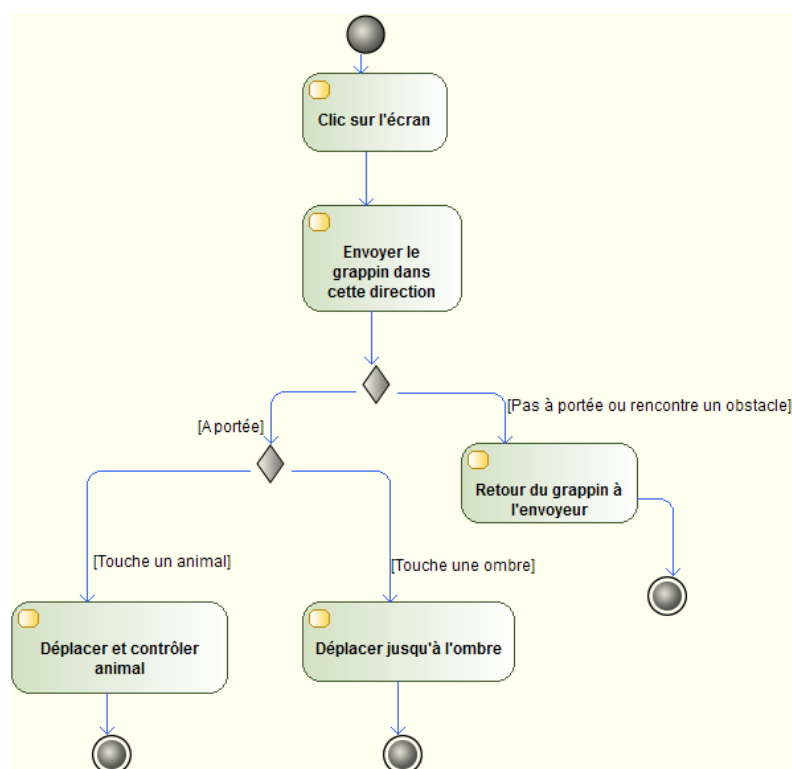 Clic sur l'écran
Envoyer le
grappin dans
cette direction
[A portée]
[Pas à portée ou rencontre un obstacle]
Retour du grappin à
l'envoyeur
[Touche un animal]
[Touche une ombre]
Déplacer et contrôler
animal
Déplacer jusqu'à l'ombre